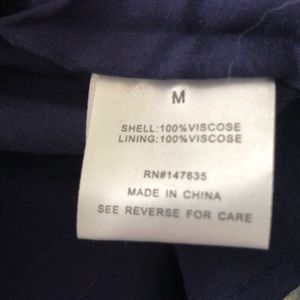 M
SHELL:100%VISCOSE
LINING:100%VISCOSE
RN#147635
MADE IN CHINA
SEE REVERSE FOR CARE